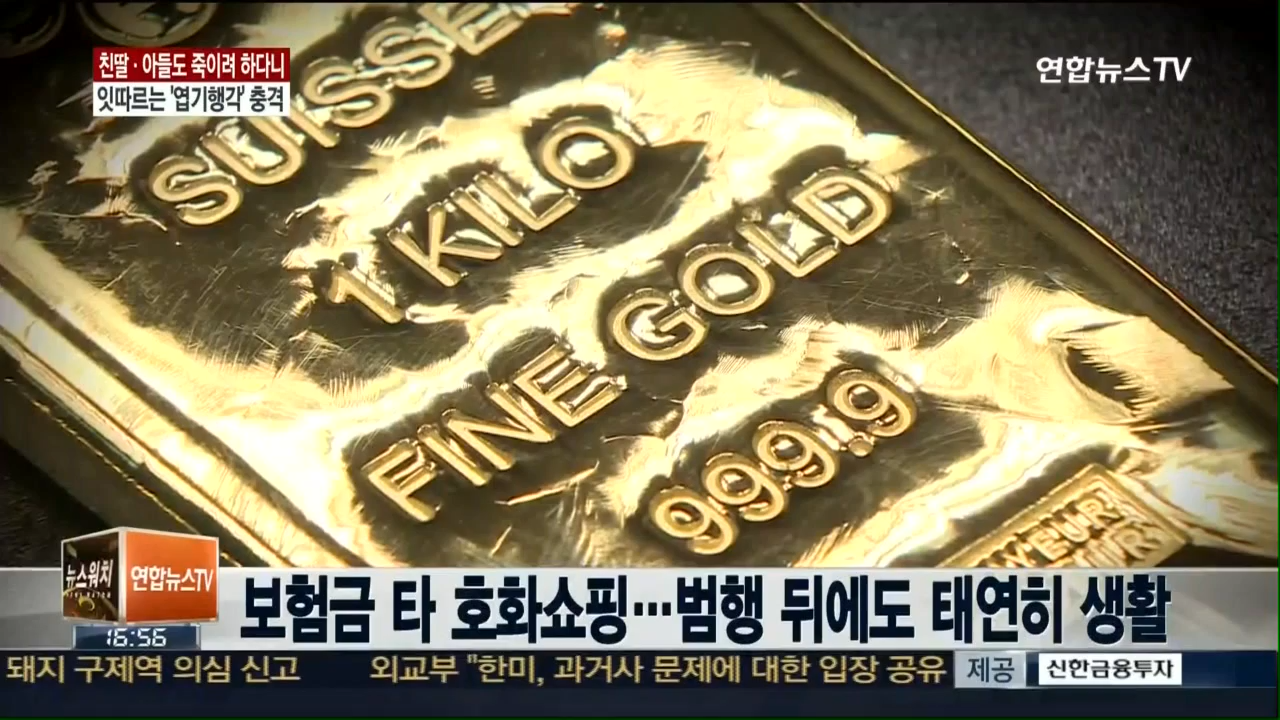 친딸·아들도 죽이려 하다니
잇따르는 '엽기행각' 충격
연합뉴스TV
SUISSE
1 KILO
FINE GOLD
999.9
뉴스워치
연합뉴스TV
16:56
보험금 타 호화쇼핑…범행 뒤에도 태연히 생활
돼지 구제역 의심 신고 외교부 "한미, 과거사 문제에 대한 입장 공유
제공 신한금융투자